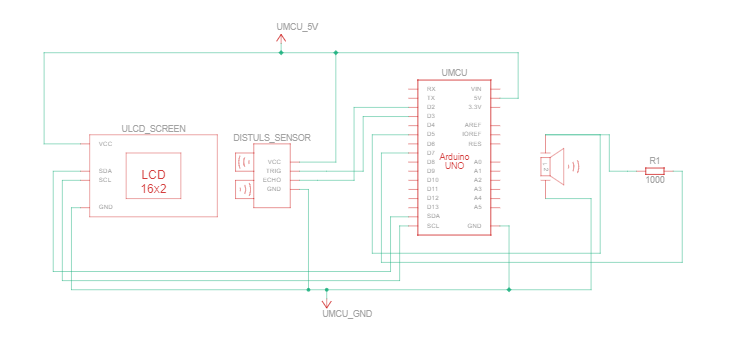 UMCU_5V
UMCU
ULCD_SCREEN
DISTULS_SENSOR
VCC
SDA
SCL
GND
LCD
16x2
VCC
TRIG
ECHO
GND
RX
TX
D2
D3
D4
D5
D6
D7
D8
D9
D10
D11
D12
D13
SDA
SCL
Arduino
UNO
VIN
5V
3.3V
AREF
IOREF
RES
A0
A1
A2
A3
A4
A5
GND
R1
1000
UMCU_GND